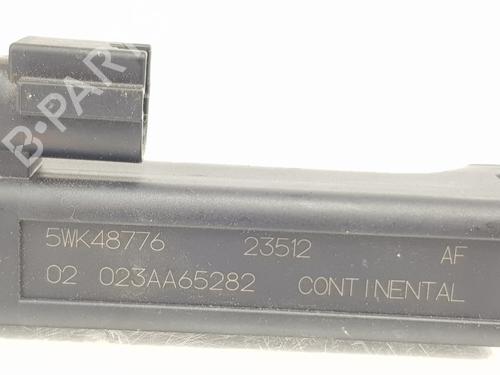 B-PARTS
5WK48776 23512 AF
02 023AA65282 CONTINENTAL